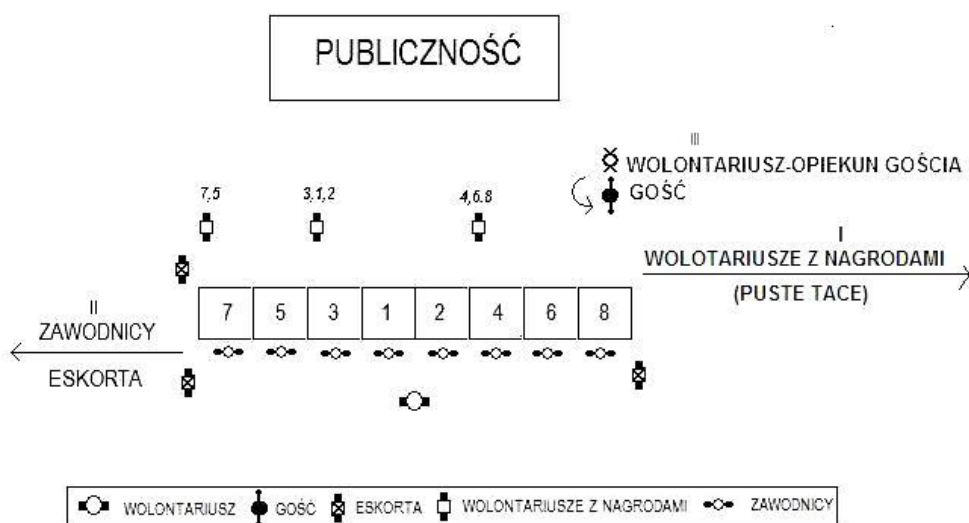 PUBLICZNOŚĆ
III
WOLONTARIUSZ-OPIEKUN GOŚCIA
GOŚĆ
7,5
3,1,2
4,6.8
I
WOLOTARIUSZE Z NAGRODAMI
(PUSTE TACE)
7 5 3 1 2 4 6 8
II
ZAWODNICY
ESKORTA
WOLONTARIUSZ GOŚĆ ESKORTA WOLONTARIUSZE Z NAGRODAMI ZAWODNICY